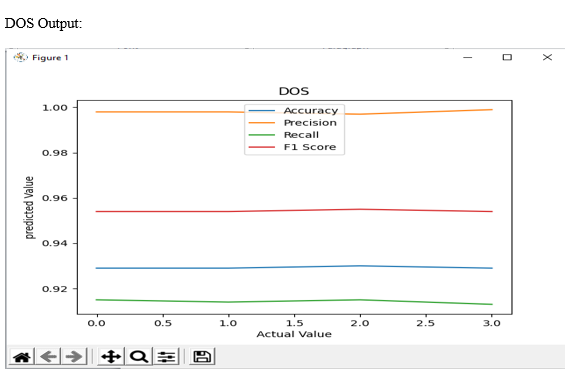 DOS Output:
Figure 1
DOS
Accuracy
Precision
Recall
F1 Score
1.00
0.98
0.96
0.94
0.92
predicted Value
0.0 0.5 1.0 1.5 2.0 2.5 3.0
Actual Value